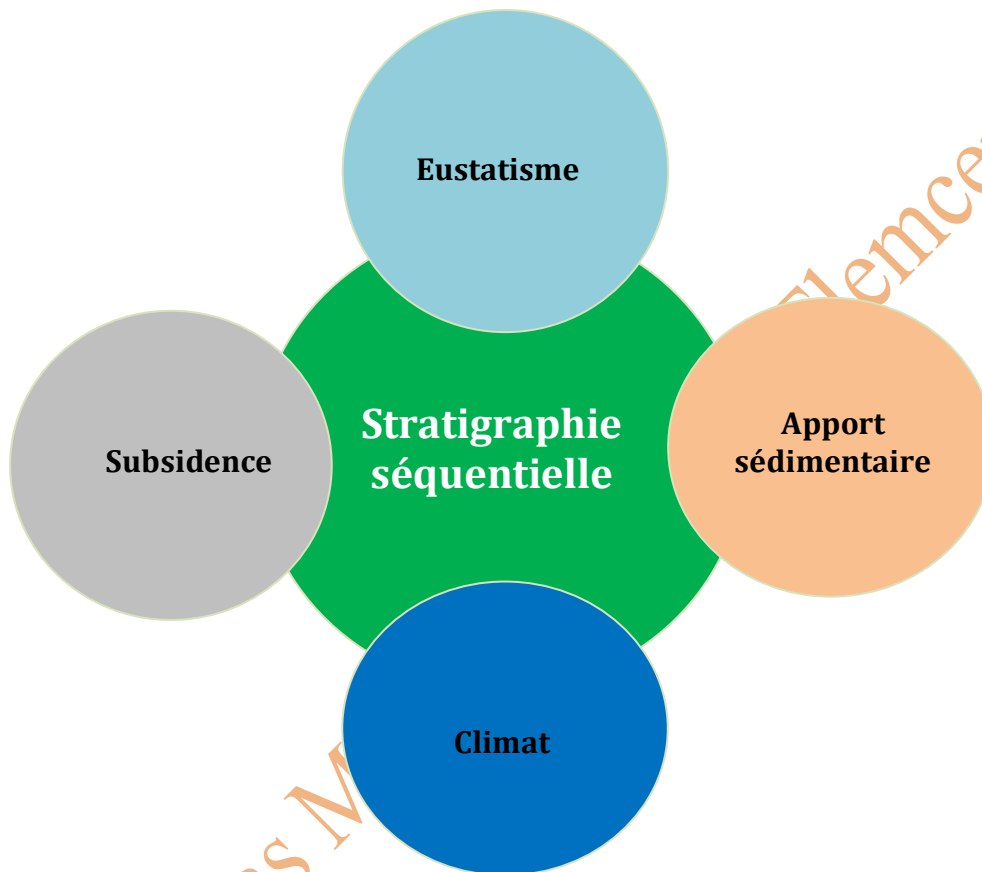 Eustatisme
Stratigraphie
séquentielle
Apport
sédimentaire
Subsidence
Climat